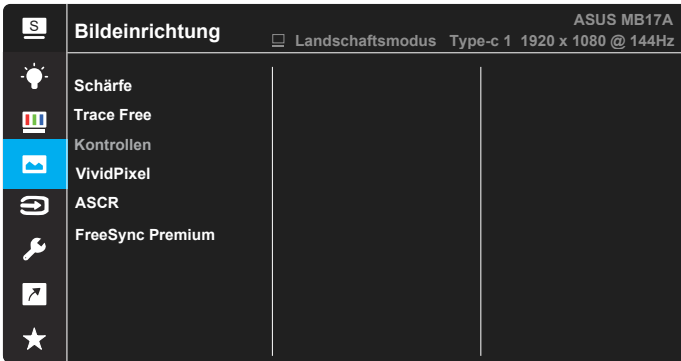 S
Bildeinrichtung
ASUS MB17A
Landschaftsmodus Type-c 1 1920 x 1080 @ 144Hz
Schärfe
Trace Free
Kontrollen
VividPixel
ASCR
FreeSync Premium